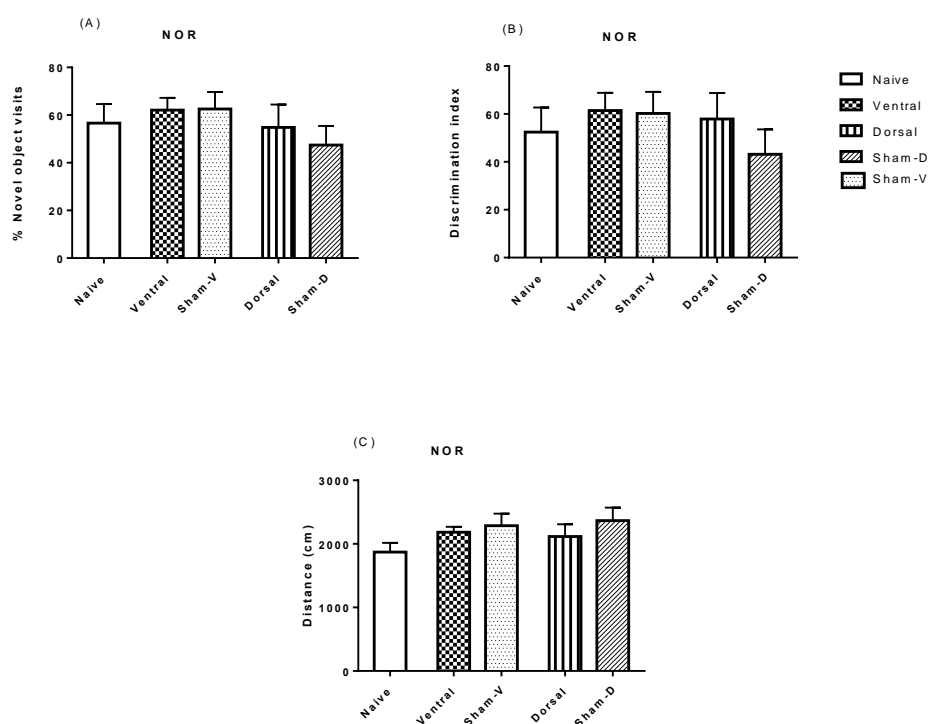 (A)
NOR
% Novel object visits
80
60
40
20
0
Naive
Ventral
Sham-V
Dorsal
Sham-D
(B)
NOR
Discrimination index
80
60
40
20
0
Naive
Ventral
Sham-V
Dorsal
Sham-D
Naive
Ventral
Dorsal
Sham-D
Sham-V
(C)
NOR
Distance (cm)
3000
2000
1000
0
Naive
Ventral
Sham-V
Dorsal
Sham-D